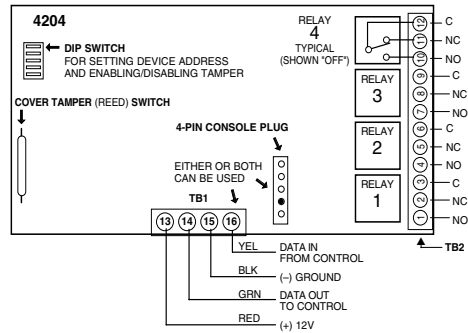 4204
DIP SWITCH
FOR SETTING DEVICE ADDRESS
AND ENABLING/DISABLING TAMPER
COVER TAMPER (REED) SWITCH
4-PIN CONSOLE PLUG
EITHER OR BOTH
CAN BE USED
TB1
13 14 15 16
RELAY
4
TYPICAL
(SHOWN "OFF")
RELAY
3
RELAY
2
RELAY
1
12 C
11 NC
10 NO
9 C
8 NC
7 NO
6 C
5 NC
4 NO
3 C
2 NC
1 NO
TB2
YEL DATA IN
FROM CONTROL
BLK (–) GROUND
GRN DATA OUT
TO CONTROL
RED (+) 12V